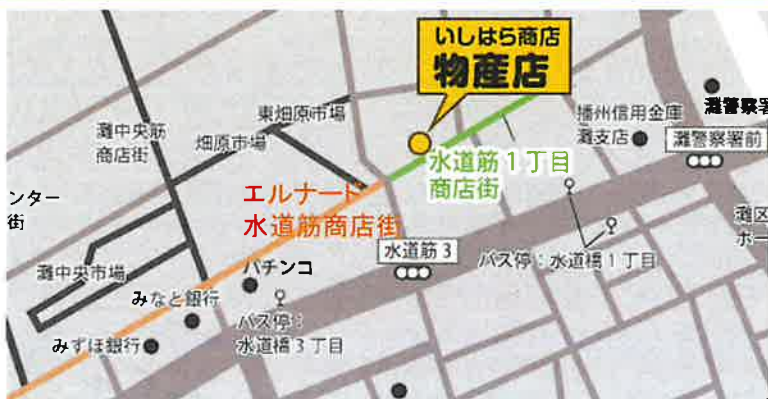 いしはら商店
物産店
東畑原市場
畑原市場
灘中央筋
商店街
播州信用金庫
灘支店
灘警察署
灘警察署前
水道筋1丁目
商店街
エルナード
水道筋商店街
ンター
街
灘中央市場
パチンコ
みなと銀行
みずほ銀行
バス停:
水道橋3丁目
水道筋3
バス停:水道橋1丁目
灘区
ホー